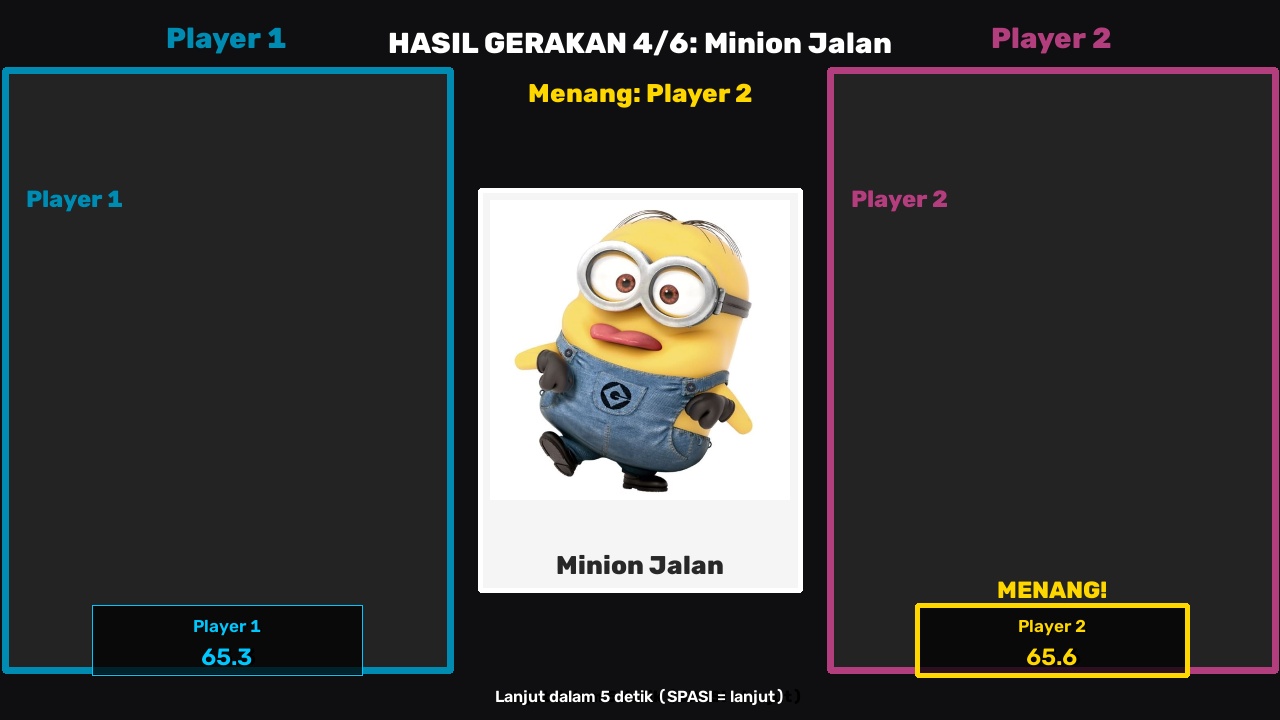 Player 1
HASIL GERAKAN 4/6: Minion Jalan
Player 2
Menang: Player 2
Player 1
Player 2
Minion Jalan
MENANG!
Player 1
65.3
Player 2
65.6
Lanjut dalam 5 detik (SPASI = lanjut)